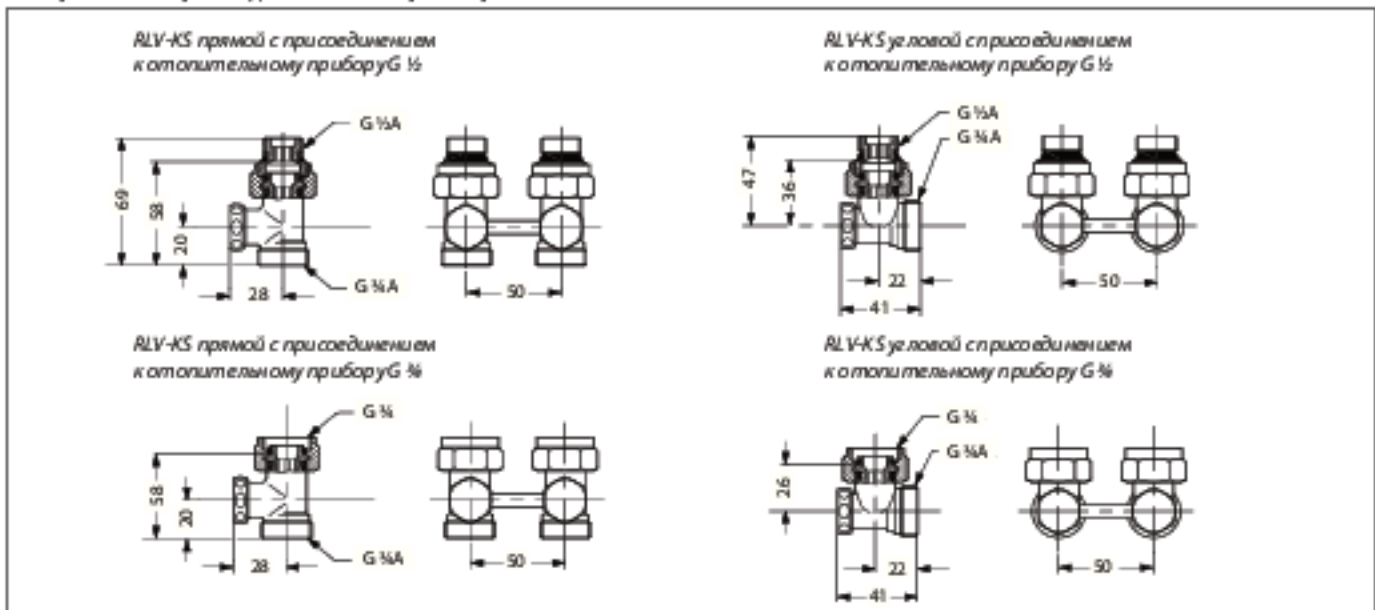 RLV-KS прямой с присоединением
к отопительному прибору G ½
G ½A
69
58
20
28
G ¾A
50
RLV-KS угловой с присоединением
к отопительному прибору G ½
G ½A
G ¾A
47
36
22
41
50
RLV-KS прямой с присоединением
к отопительному прибору G ¾
G ¾
58
20
28
G ¾A
50
RLV-KS угловой с присоединением
к отопительному прибору G ¾
G ¾
G ¾A
26
22
41
50